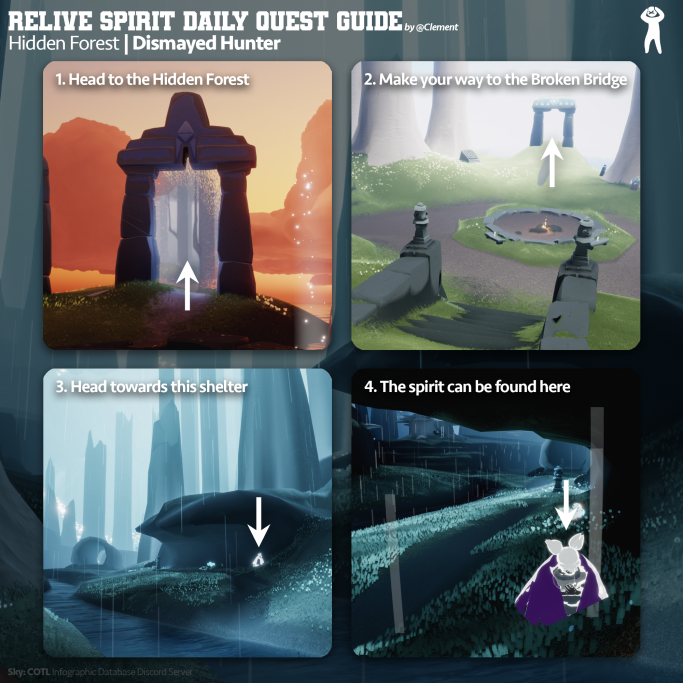 RELIVE SPIRIT DAILY QUEST GUIDE by @Clement
Hidden Forest | Dismayed Hunter
1. Head to the Hidden Forest
2. Make your way to the Broken Bridge
3. Head towards this shelter
4. The spirit can be found here
Sky: COTL Infographic Database Discord Server